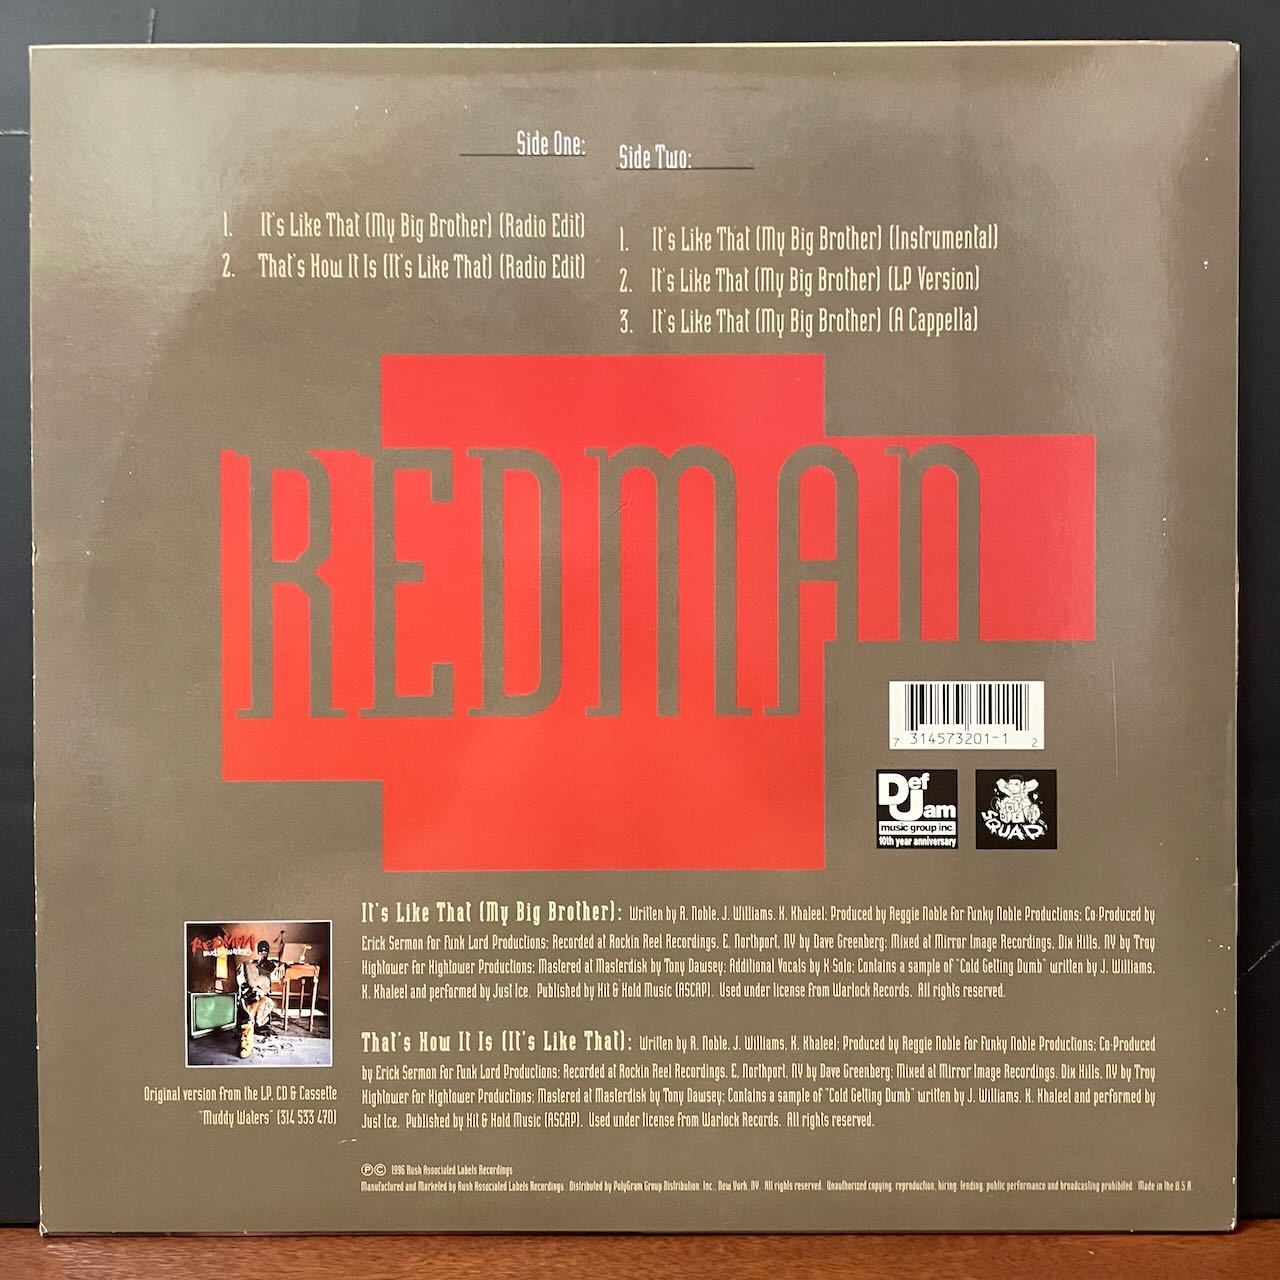 Side One:
1. It's Like That (My Big Brother) (Radio Edit)
2. That's How It Is (It's Like That) (Radio Edit)
Side Two:
1. It's Like That (My Big Brother) (Instrumental)
2. It's Like That (My Big Brother) (LP Version)
3. It's Like That (My Big Brother) (A Cappella)
REDMAN
7 314573201-1 2
Def
Jam
music group inc.
10th year anniversary
SQUAD
It's Like That (My Big Brother): Written by R. Noble, J. Williams, K. Khaleel; Produced by Reggie Noble for Funky Noble Productions; Co-Produced by
Erick Sermon for Funk Lord Productions; Recorded at Rockin Reel Recordings, E. Northport, NY by Dave Greenberg; Mixed at Mirror Image Recordings, Dix Hills, NY by Troy
Hightower for Hightower Productions; Mastered at Masterdisk by Tony Dawsey; Additional Vocals by K-Solo; Contains a sample of "Cold Getting Dumb" written by J. Williams,
K. Khaleel and performed by Just Ice. Published by Hit & Hold Music (ASCAP). Used under license from Warlock Records. All rights reserved.
That's How It Is (It's Like That): Written by R. Noble, J. Williams, K. Khaleel; Produced by Reggie Noble for Funky Noble Productions; Co-Produced
by Erick Sermon for Funk Lord Productions; Recorded at Rockin Reel Recordings, E. Northport, NY by Dave Greenberg; Mixed at Mirror Image Recordings, Dix Hills, NY by Troy
Hightower for Hightower Productions; Mastered at Masterdisk by Tony Dawsey; Contains a sample of "Cold Getting Dumb" written by J. Williams, K. Khaleel and performed by
Just Ice. Published by Hit & Hold Music (ASCAP). Used under license from Warlock Records. All rights reserved.
REDMAN
muddy waters
Original version from the LP, CD & Cassette
"Muddy Waters" (314 533 470)
℗© 1996 Rush Associated Labels Recordings
Manufactured and Marketed by Rush Associated Labels Recordings. Distributed by PolyGram Group Distribution, Inc., New York, NY. All rights reserved. Unauthorized copying, reproduction, hiring, lending, public performance and broadcasting prohibited. Made in the U.S.A.